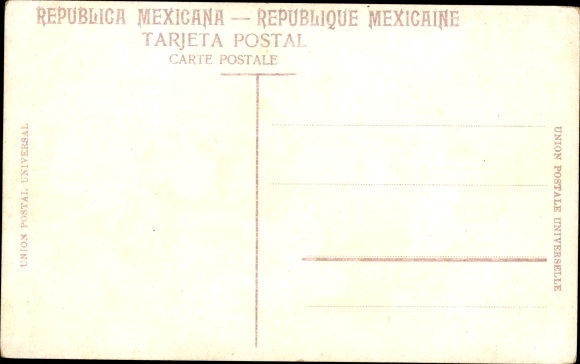 REPUBLICA MEXICANA — REPUBLIQUE MEXICAINE
TARJETA POSTAL
CARTE POSTALE
UNION POSTAL UNIVERSAL
UNION POSTALE UNIVERSELLE